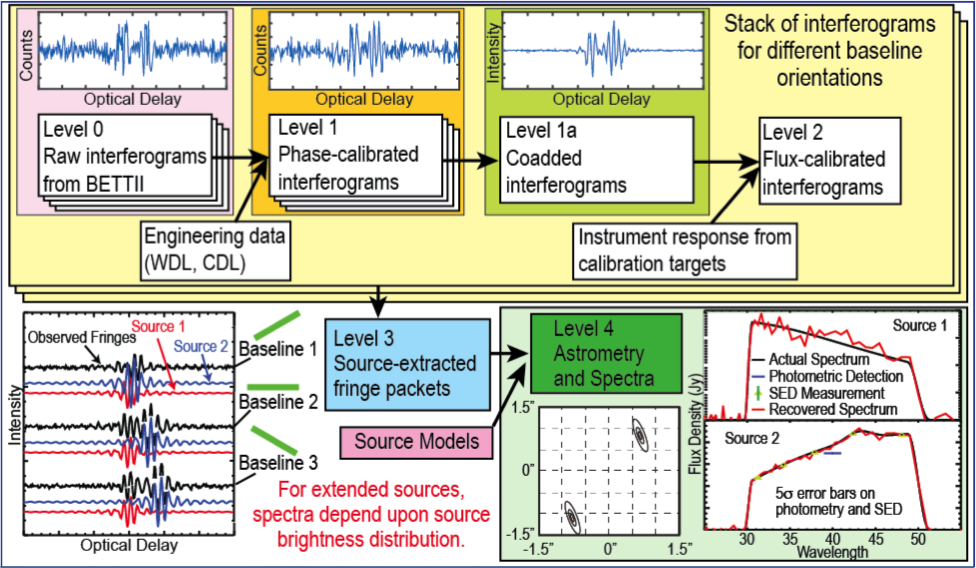 Stack of interferograms
for different baseline
orientations
Counts
Optical Delay
Level 0
Raw interferograms
from BETTII
Counts
Optical Delay
Level 1
Phase-calibrated
interferograms
Intensity
Optical Delay
Level 1a
Coadded
interferograms
Level 2
Flux-calibrated
interferograms
Engineering data
(WDL, CDL)
Instrument response from
calibration targets
Observed Fringes
Source 1
Source 2
Intensity
Optical Delay
Baseline 1
Baseline 2
Baseline 3
Level 3
Source-extracted
fringe packets
Source Models
For extended sources,
spectra depend upon source
brightness distribution.
Level 4
Astrometry
and Spectra
1.5"
0"
-1.5"
-1.5"
0"
1.5"
Flux Density (Jy)
Source 1
Actual Spectrum
Photometric Detection
SED Measurement
Recovered Spectrum
Source 2
5σ error bars on
photometry and SED
30
40
50
Wavelength